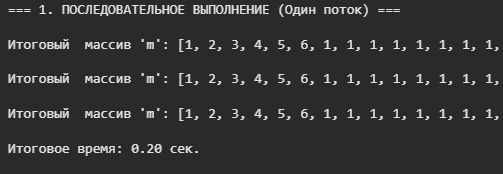 === 1. ПОСЛЕДОВАТЕЛЬНОЕ ВЫПОЛНЕНИЕ (Один поток) ===
Итоговый  массив 'm': [1, 2, 3, 4, 5, 6, 1, 1, 1, 1, 1, 1, 1, 1,
Итоговый  массив 'm': [1, 2, 3, 4, 5, 6, 1, 1, 1, 1, 1, 1, 1, 1,
Итоговый  массив 'm': [1, 2, 3, 4, 5, 6, 1, 1, 1, 1, 1, 1, 1, 1,
Итоговое время: 0.20 сек.